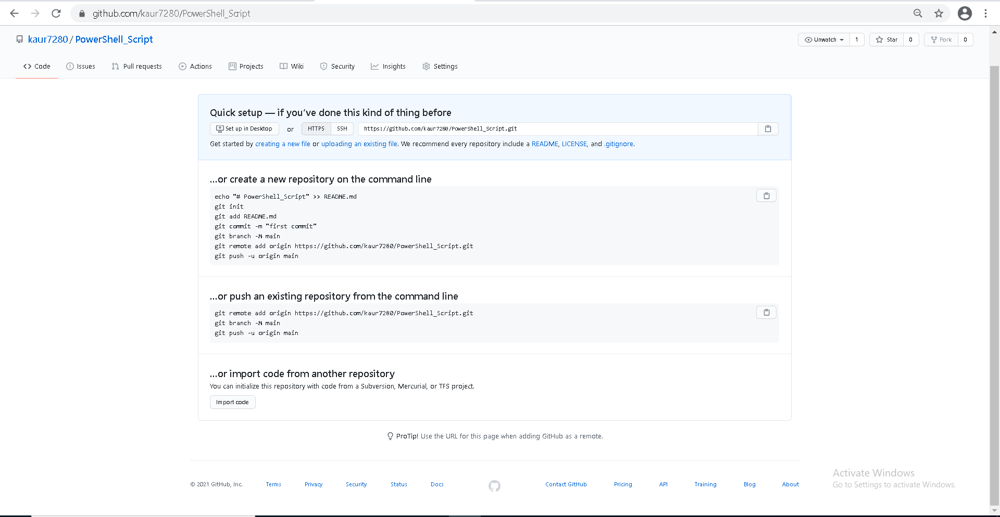 github.com/kaur7280/PowerShell_Script
kaur7280 / PowerShell_Script
Unwatch 1 Star 0 Fork 0
Code Issues Pull requests Actions Projects Wiki Security Insights Settings
Quick setup — if you’ve done this kind of thing before
Set up in Desktop or HTTPS SSH https://github.com/kaur7280/PowerShell_Script.git
Get started by creating a new file or uploading an existing file. We recommend every repository include a README, LICENSE, and .gitignore.
...or create a new repository on the command line
echo "# PowerShell_Script" >> README.md
git init
git add README.md
git commit -m "first commit"
git branch -M main
git remote add origin https://github.com/kaur7280/PowerShell_Script.git
git push -u origin main
...or push an existing repository from the command line
git remote add origin https://github.com/kaur7280/PowerShell_Script.git
git branch -M main
git push -u origin main
...or import code from another repository
You can initialize this repository with code from a Subversion, Mercurial, or TFS project.
Import code
ProTip! Use the URL for this page when adding GitHub as a remote.
Activate Windows
Go to Settings to activate Windows.
© 2021 GitHub, Inc. Terms Privacy Security Status Docs Contact GitHub Pricing API Training Blog About